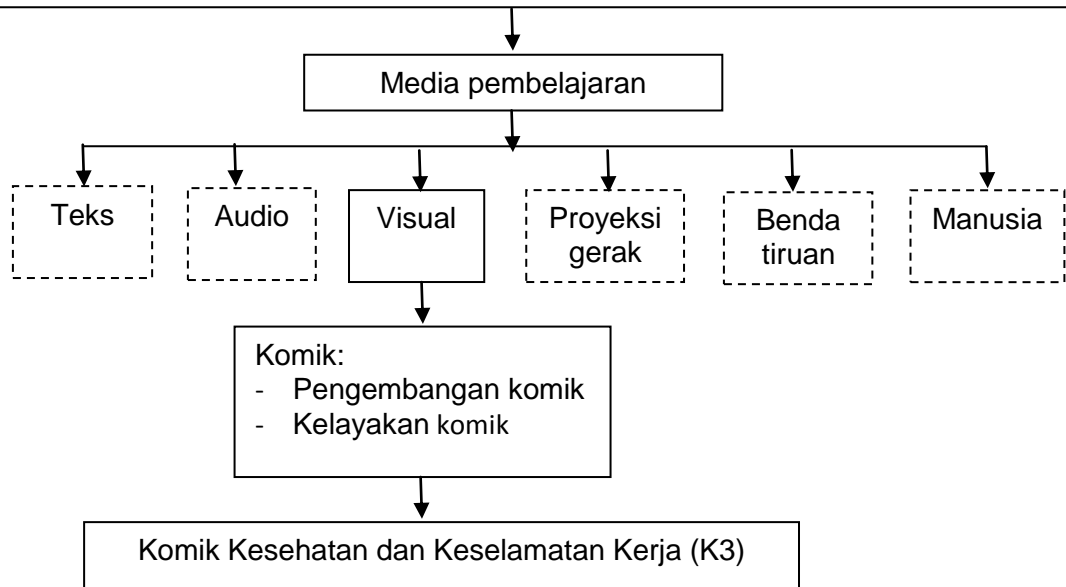 Media pembelajaran
Teks
Audio
Visual
Proyeksi
gerak
Benda
tiruan
Manusia
Komik:
- Pengembangan komik
- Kelayakan komik
Komik Kesehatan dan Keselamatan Kerja (K3)